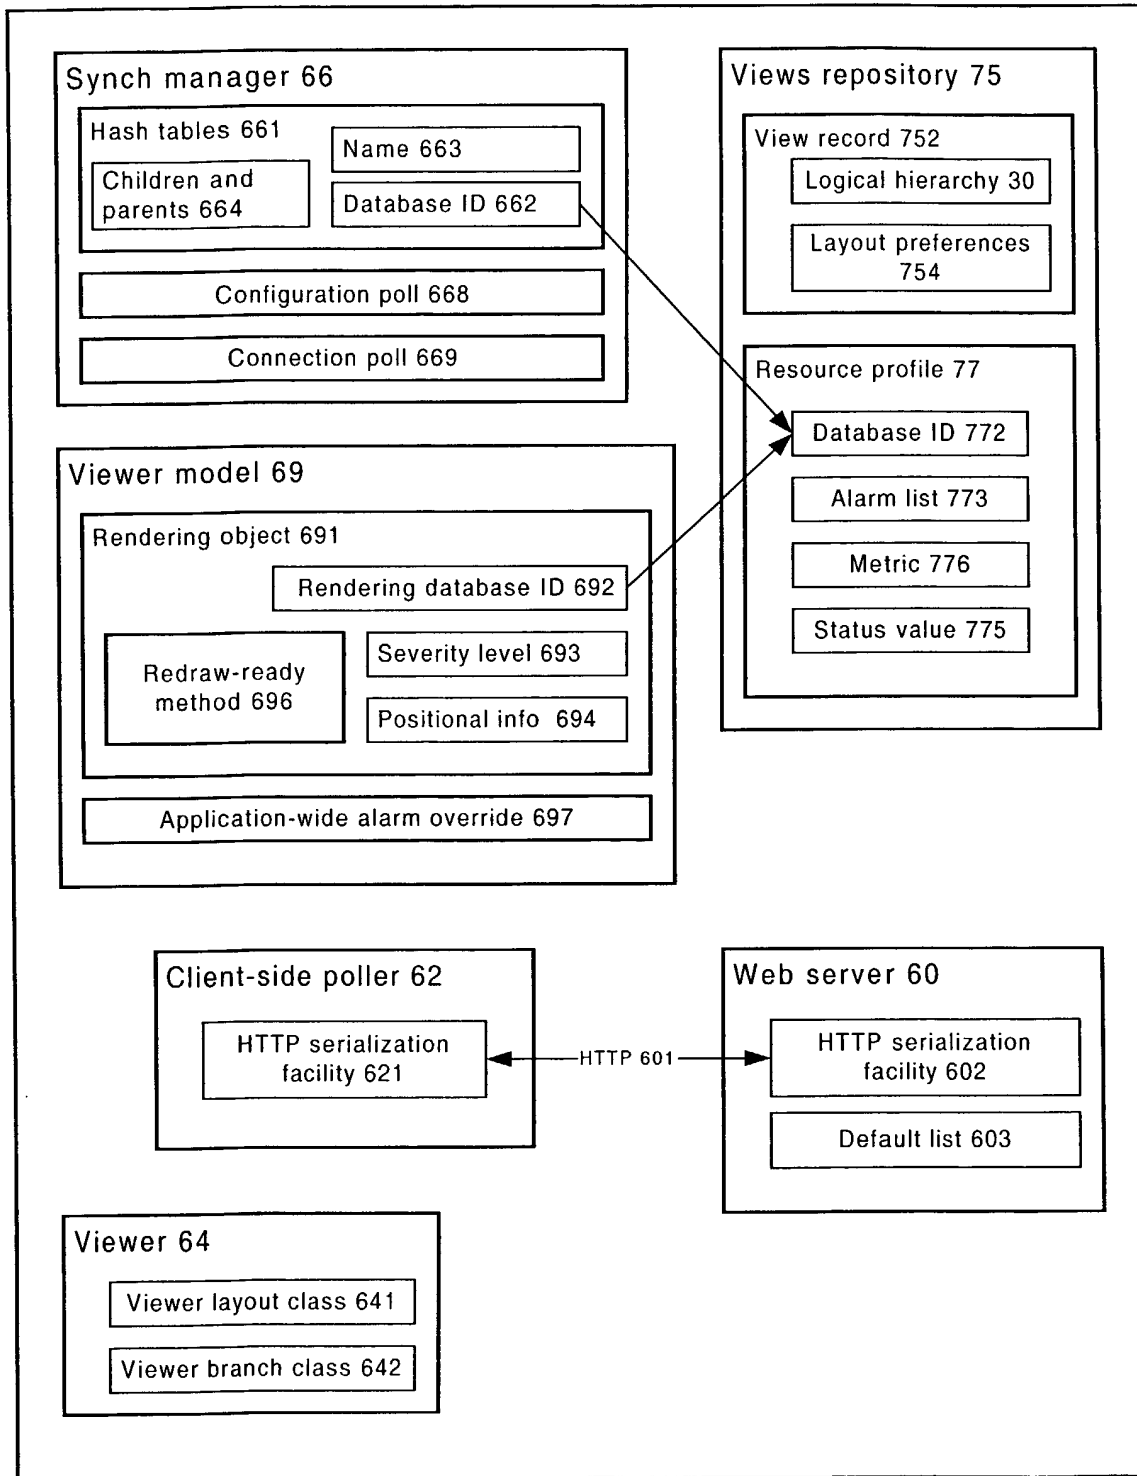 Synch manager 66
Hash tables 661
Name 663
Children and
parents 664
Database ID 662
Configuration poll 668
Connection poll 669
Views repository 75
View record 752
Logical hierarchy 30
Layout preferences
754
Resource profile 77
Database ID 772
Alarm list 773
Metric 776
Status value 775
Viewer model 69
Rendering object 691
Rendering database ID 692
Redraw-ready
method 696
Severity level 693
Positional info 694
Application-wide alarm override 697
Client-side poller 62
HTTP serialization
facility 621
HTTP 601
Web server 60
HTTP serialization
facility 602
Default list 603
Viewer 64
Viewer layout class 641
Viewer branch class 642